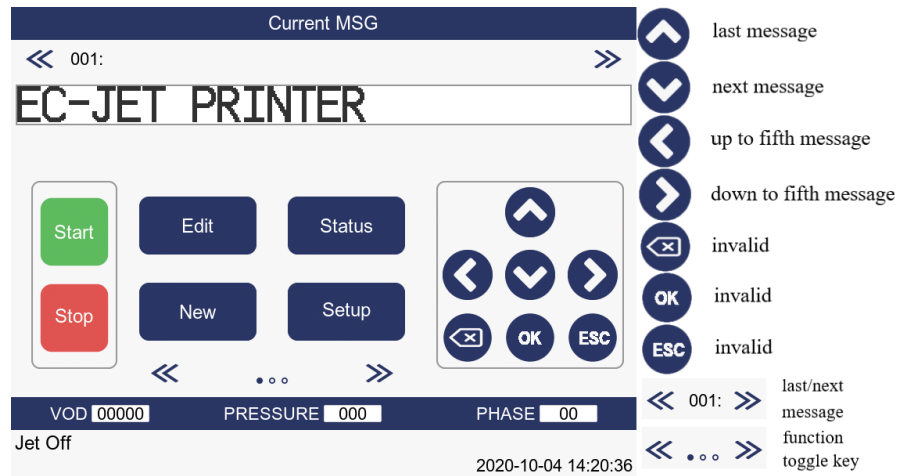 Current MSG
001:
EC-JET PRINTER
Start
Edit
Status
Stop
New
Setup
OK
ESC
VOD 00000
PRESSURE 000
PHASE 00
Jet Off
2020-10-04 14:20:36
last message
next message
up to fifth message
down to fifth message
invalid
OK
invalid
ESC
invalid
001:
last/next
message
function
toggle key